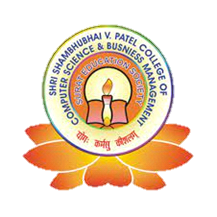 SHRI SHAMBHUBHAI V. PATEL COLLEGE OF
COMPUTER SCIENCE & BUSNIESS MANAGEMENT
SURAT EDUCATION SOCIETY
योगः कर्मसु कौशलम्